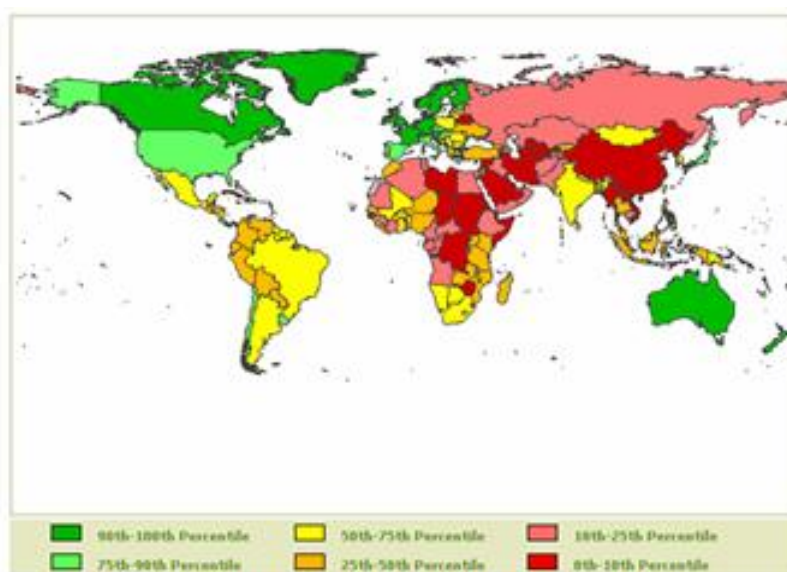 90th-100th Percentile
50th-75th Percentile
10th-25th Percentile
75th-90th Percentile
25th-50th Percentile
0th-10th Percentile